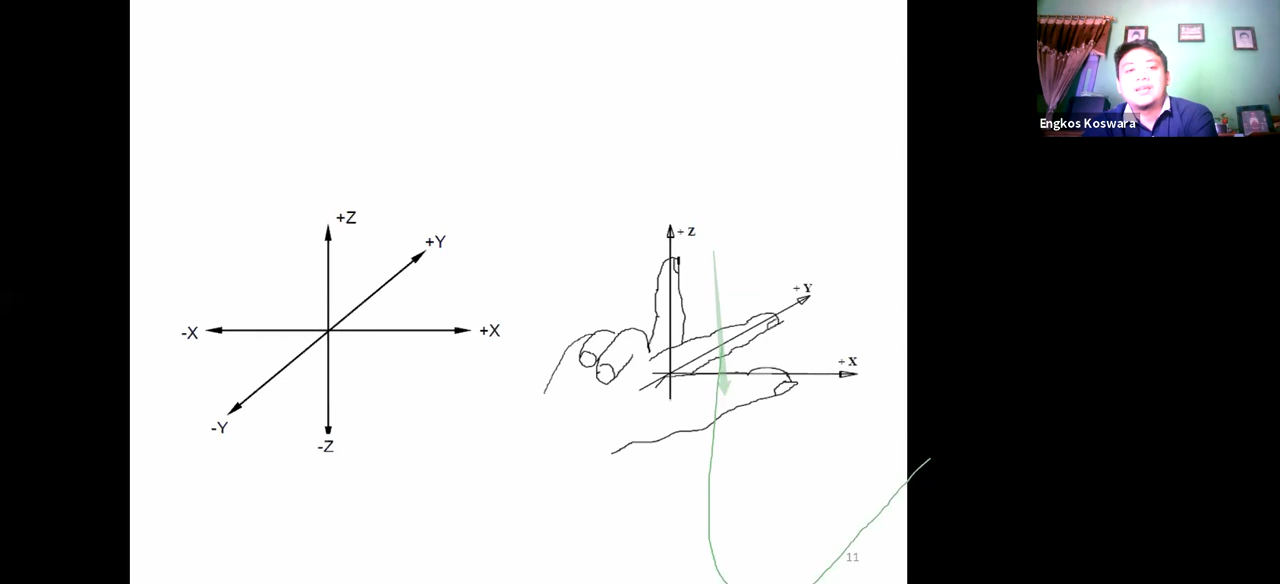 +Z
+Y
-X
+X
-Y
-Z
+ Z
+ Y
+ X
11
Engkos Koswara